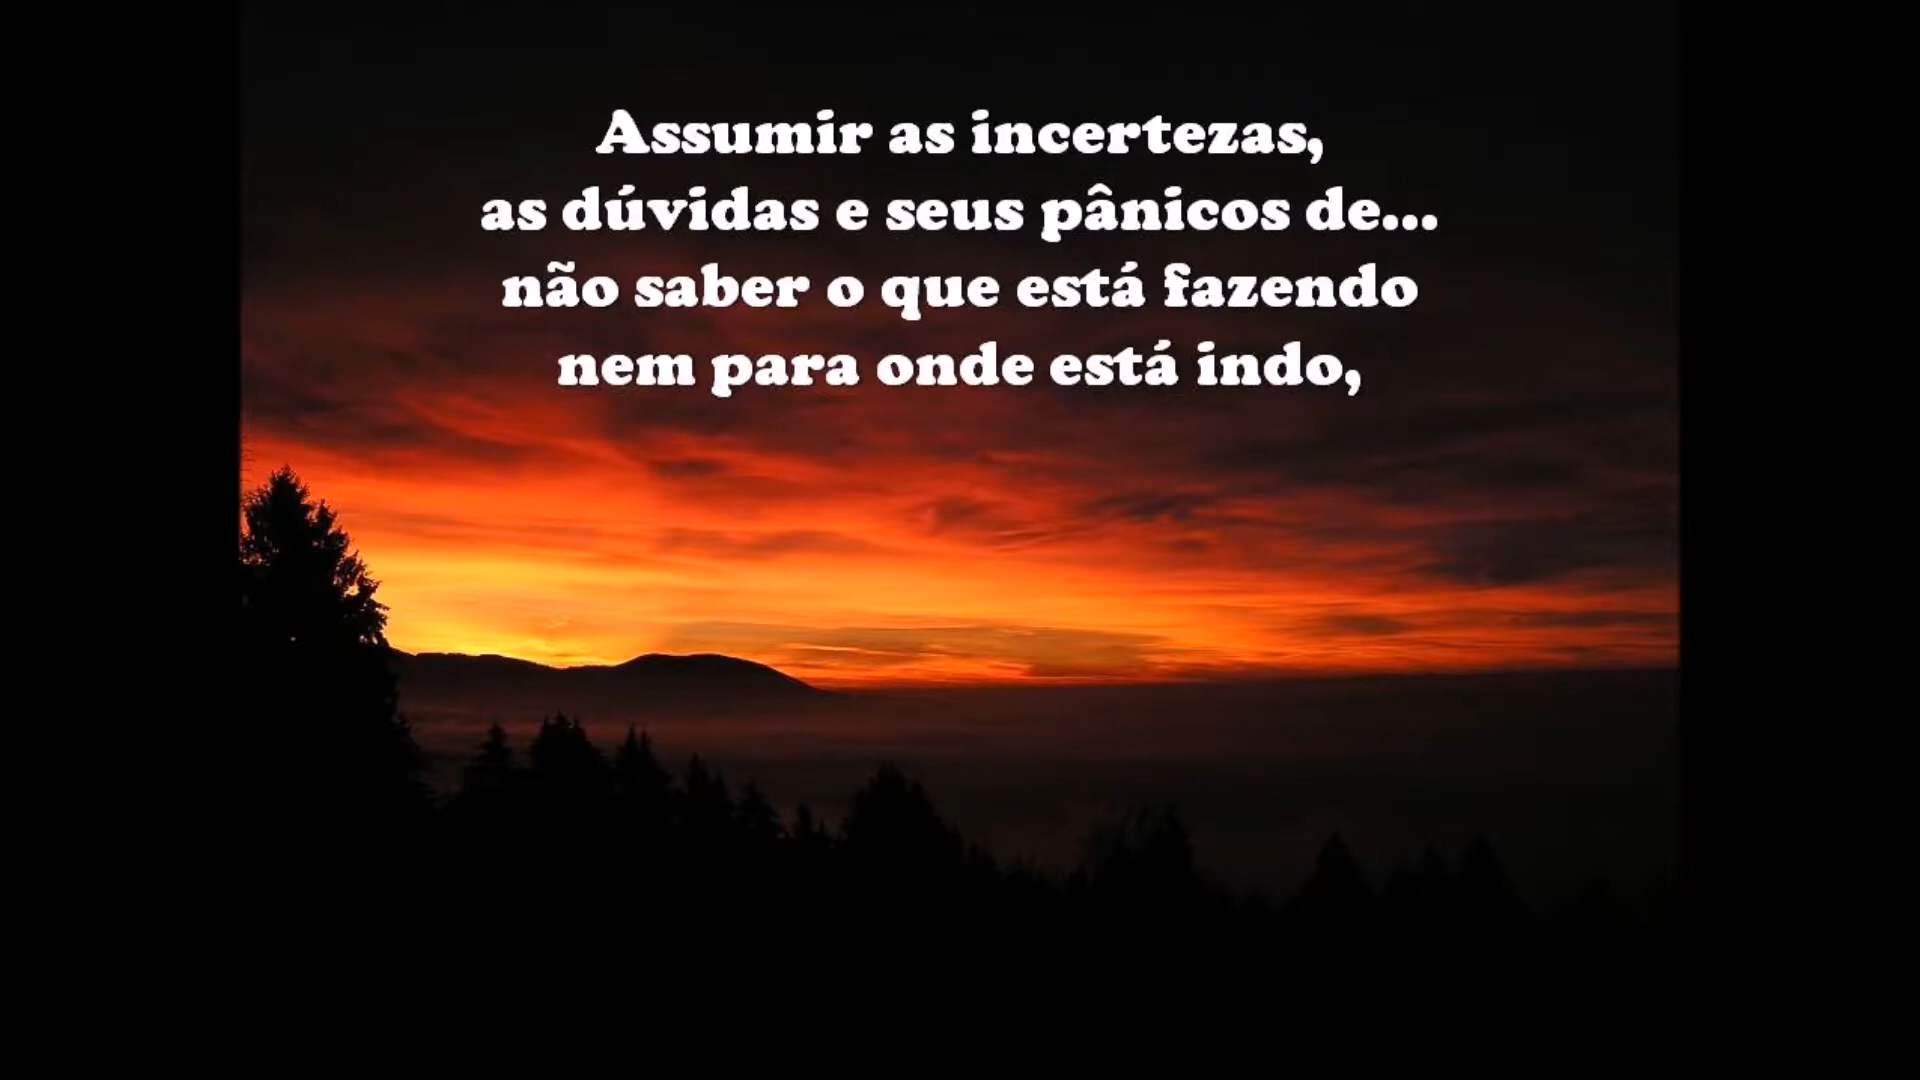 Assumir as incertezas,
as dúvidas e seus pânicos de...
não saber o que está fazendo
nem para onde está indo,